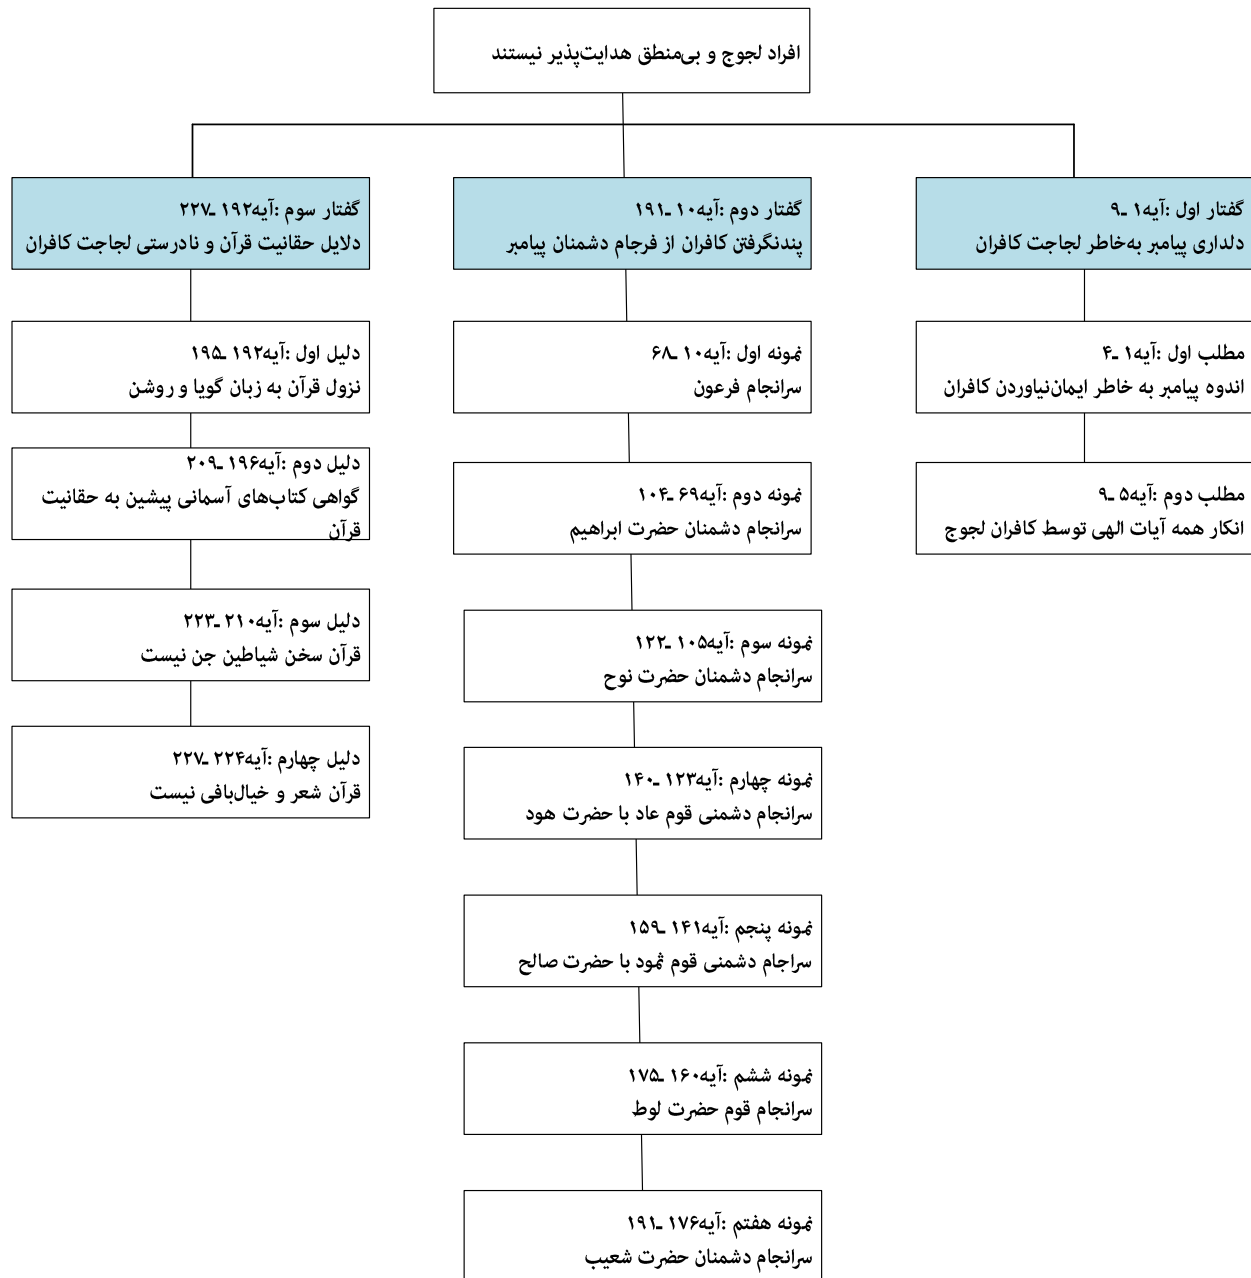 افراد لجوج و بی‌منطق هدایت‌پذیر نیستند
گفتار اول :آیه۱ ـ۹
دلداری پیامبر به‌خاطر لجاجت کافران
مطلب اول :آیه۱ ـ۴
اندوه پیامبر به خاطر ایمان‌نیاوردن کافران
مطلب دوم :آیه۵ ـ۹
انکار همه آیات الهی توسط کافران لجوج
گفتار دوم :آیه۱۰ ـ۱۹۱
پندنگرفتن کافران از فرجام دشمنان پیامبر
نمونه اول :آیه۱۰ ـ۶۸
سرانجام فرعون
نمونه دوم :آیه۶۹ ـ۱۰۴
سرانجام دشمنان حضرت ابراهیم
نمونه سوم :آیه۱۰۵ ـ۱۲۲
سرانجام دشمنان حضرت نوح
نمونه چهارم :آیه۱۲۳ ـ۱۴۰
سرانجام دشمنی قوم عاد با حضرت هود
نمونه پنجم :آیه۱۴۱ ـ۱۵۹
سراجام دشمنی قوم ثمود با حضرت صالح
نمونه ششم :آیه۱۶۰ ـ۱۷۵
سرانجام قوم حضرت لوط
نمونه هفتم :آیه۱۷۶ ـ۱۹۱
سرانجام دشمنان حضرت شعیب
گفتار سوم :آیه۱۹۲ ـ۲۲۷
دلایل حقانیت قرآن و نادرستی لجاجت کافران
دلیل اول :آیه۱۹۲ ـ۱۹۵
نزول قرآن به زبان گویا و روشن
دلیل دوم :آیه۱۹۶ ـ۲۰۹
گواهی کتاب‌های آسمانی پیشین به حقانیت
قرآن
دلیل سوم :آیه۲۱۰ ـ۲۲۳
قرآن سخن شیاطین جن نیست
دلیل چهارم :آیه۲۲۴ ـ۲۲۷
قرآن شعر و خیال‌بافی نیست